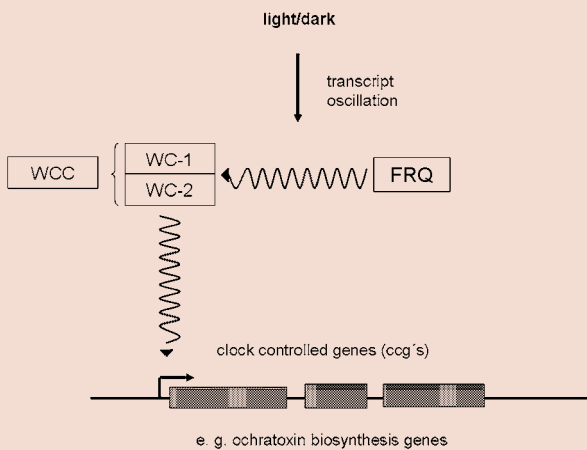 light/dark
transcript
oscillation
WCC
WC-1
WC-2
FRQ
clock controlled genes (ccg´s)
e. g. ochratoxin biosynthesis genes